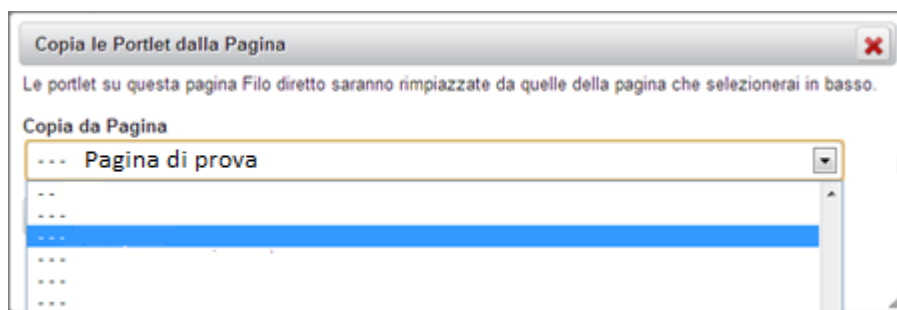 Copia le Portlet dalla Pagina
Le portlet su questa pagina Filo diretto saranno rimpiazzate da quelle della pagina che selezionerai in basso.
Copia da Pagina
--- Pagina di prova
--
---
---
---
---
---